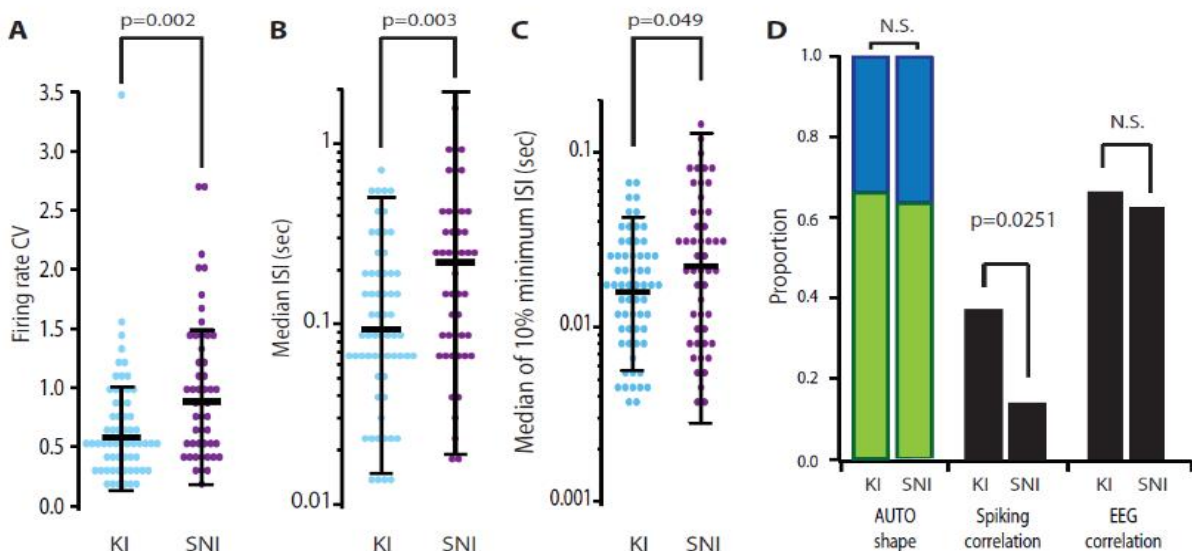 A
p=0.002
Firing rate CV
3.5
3.0
2.5
2.0
1.5
1.0
0.5
0.0
KI
SNI
B
p=0.003
Median ISI (sec)
1
0.1
0.01
KI
SNI
C
p=0.049
Median of 10% minimum ISI (sec)
0.1
0.01
0.001
KI
SNI
D
N.S.
N.S.
p=0.0251
Proportion
1.0
0.8
0.6
0.4
0.2
0.0
KI SNI
KI SNI
KI SNI
AUTO
shape
Spiking
correlation
EEG
correlation